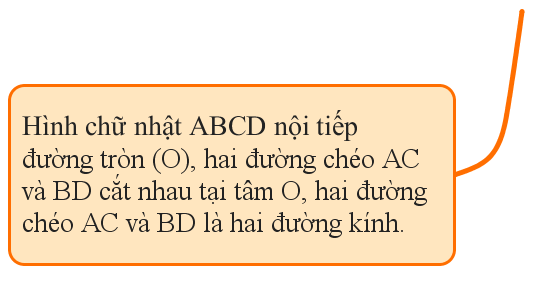 Hình chữ nhật ABCD nội tiếp
đường tròn (O), hai đường chéo AC
và BD cắt nhau tại tâm O, hai đường
chéo AC và BD là hai đường kính.